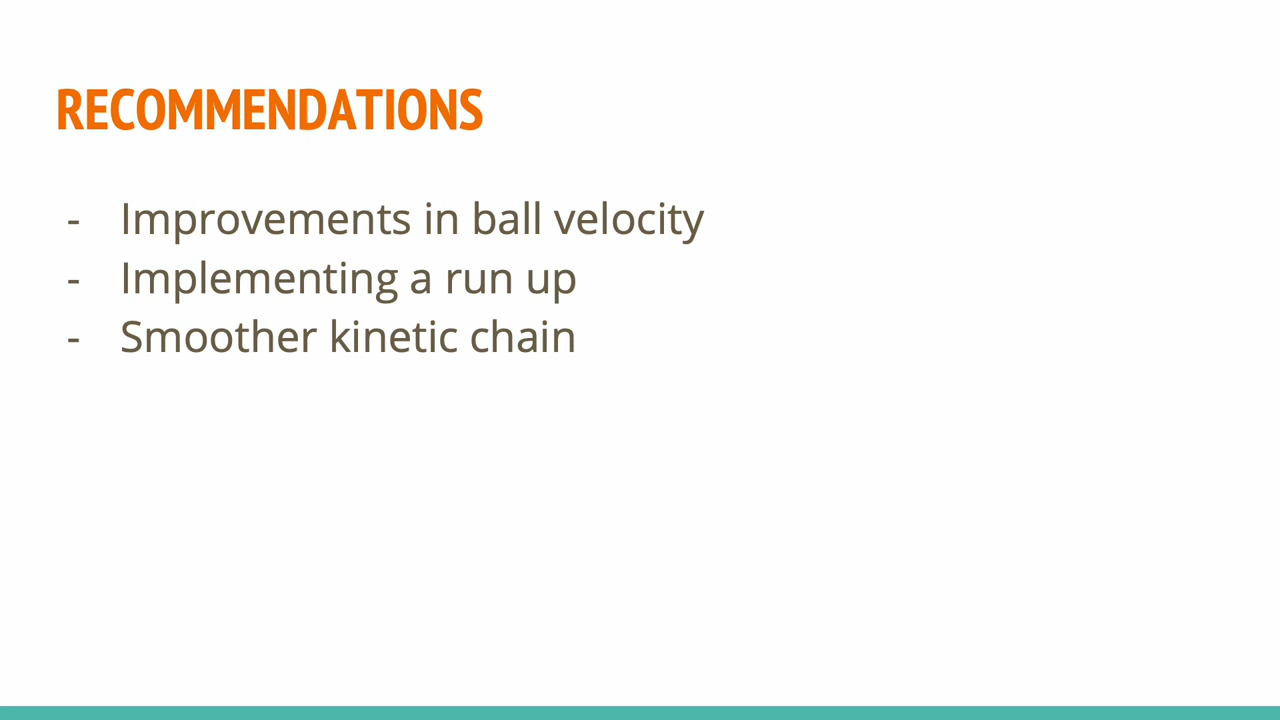 RECOMMENDATIONS
- Improvements in ball velocity
- Implementing a run up
- Smoother kinetic chain